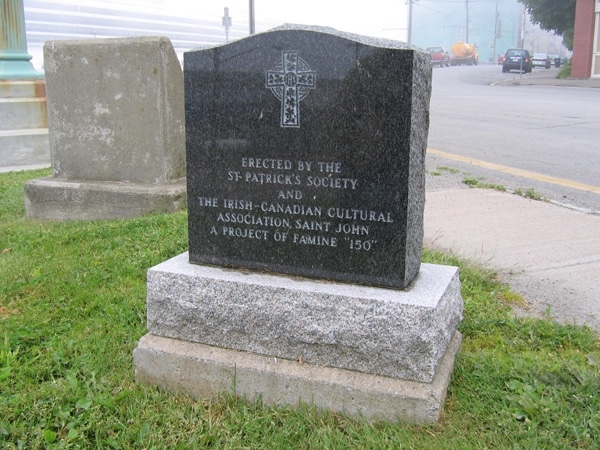 ERECTED BY THE
ST. PATRICK'S SOCIETY
AND
THE IRISH-CANADIAN CULTURAL
ASSOCIATION, SAINT JOHN
A PROJECT OF FAMINE "150"